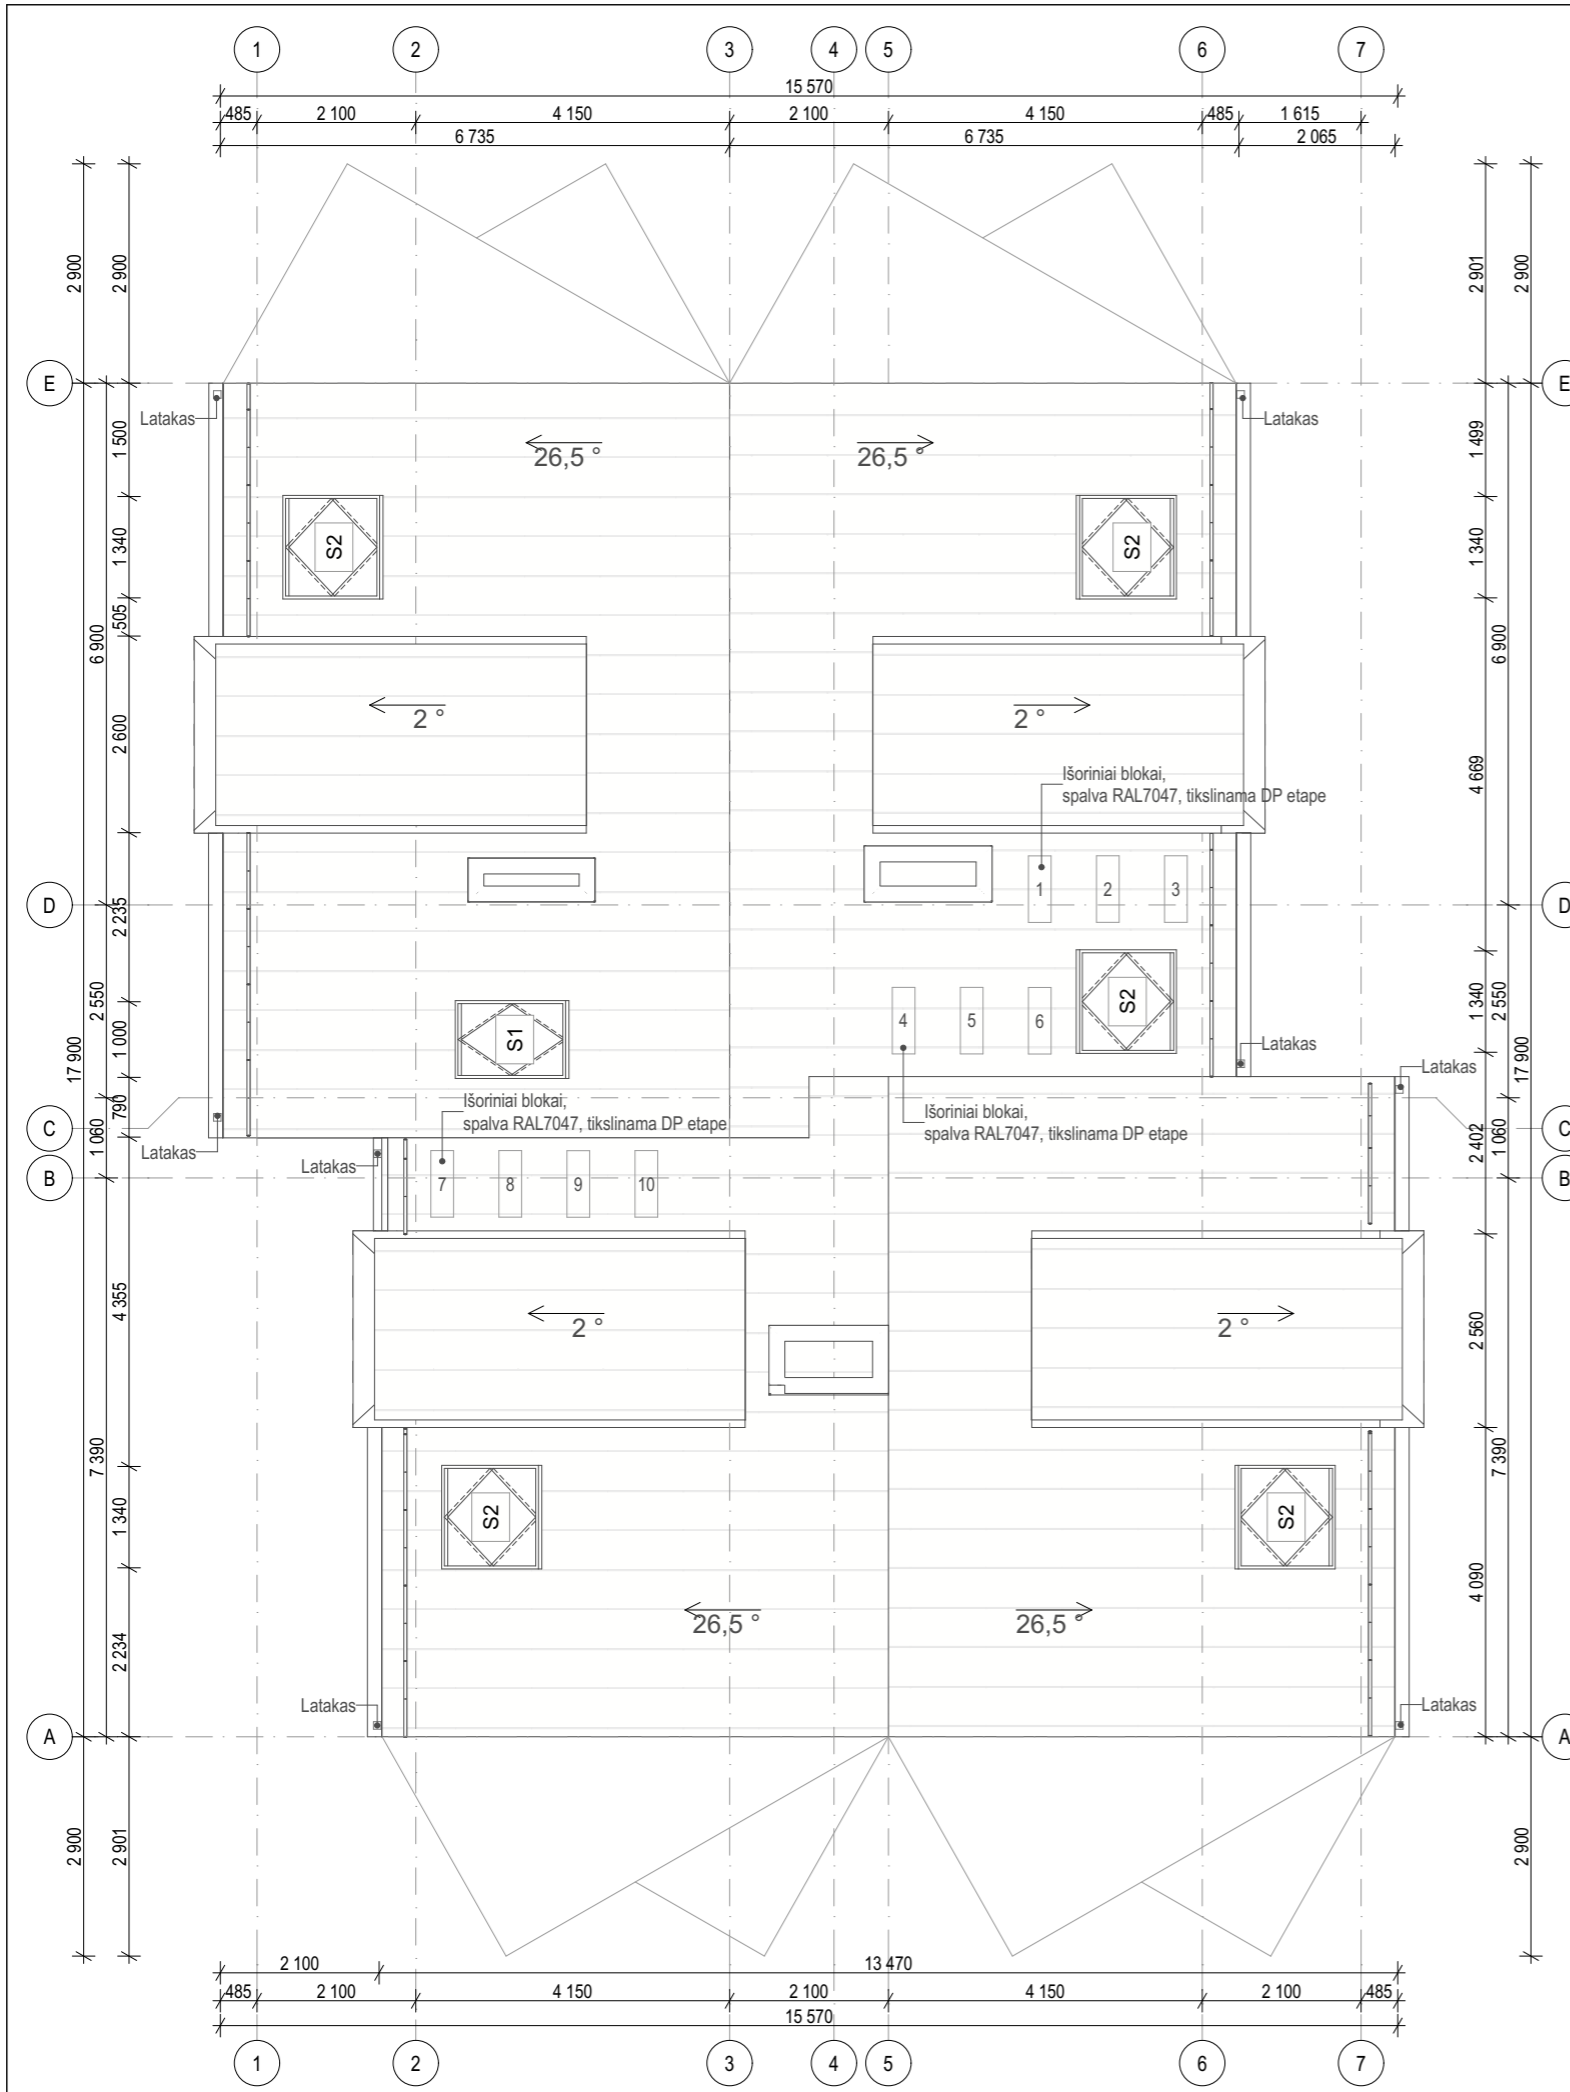 1 2 3 4 5 6 7
15 570
485 2 100 4 150 2 100 4 150 485 1 615
6 735 6 735 2 065
2 900 2 900 2 901 2 900
E E
Latakas Latakas
26,5 ° 26,5 °
1 500 1 499
S2 S2
1 340 1 340
505
6 900 6 900
2 ° 2 °
2 600 4 669
Išoriniai blokai,
spalva RAL7047, tikslinama DP etape
1 2 3
D D
2 235
S2
4 5 6
1 340
2 550 2 550
S1
1 000
17 900 17 900
Latakas
Latakas
790
Išoriniai blokai,
spalva RAL7047, tikslinama DP etape
Išoriniai blokai,
spalva RAL7047, tikslinama DP etape
C C
1 060 2 402 1 060
Latakas
Latakas
B B
7 8 9 10
4 355
2 ° 2 °
2 560
7 390 7 390
S2 S2
1 340
4 090
26,5 ° 26,5 °
2 234
Latakas Latakas
A A
2 900 2 901 2 900
2 100 13 470
485 2 100 4 150 2 100 4 150 2 100 485
15 570
1 2 3 4 5 6 7